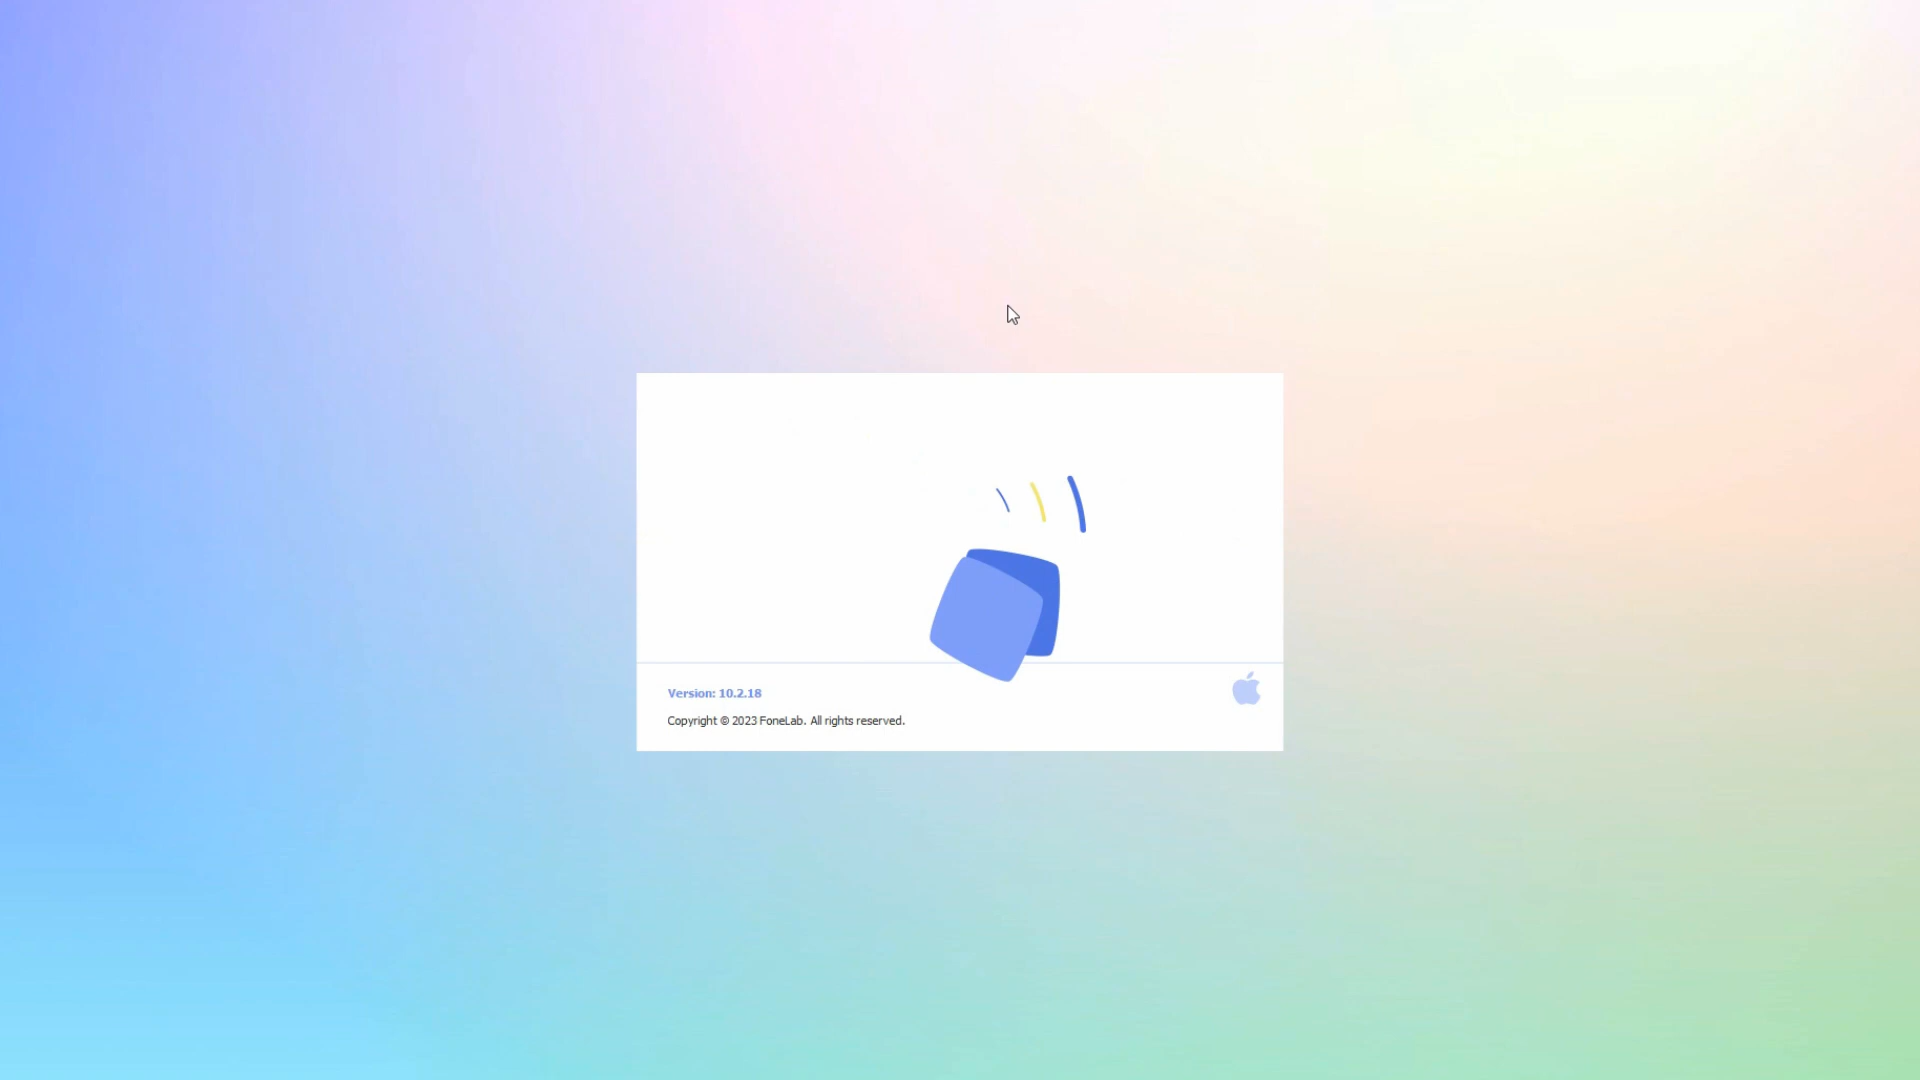 Version: 10.2.18
Copyright © 2023 FoneLab. All rights reserved.